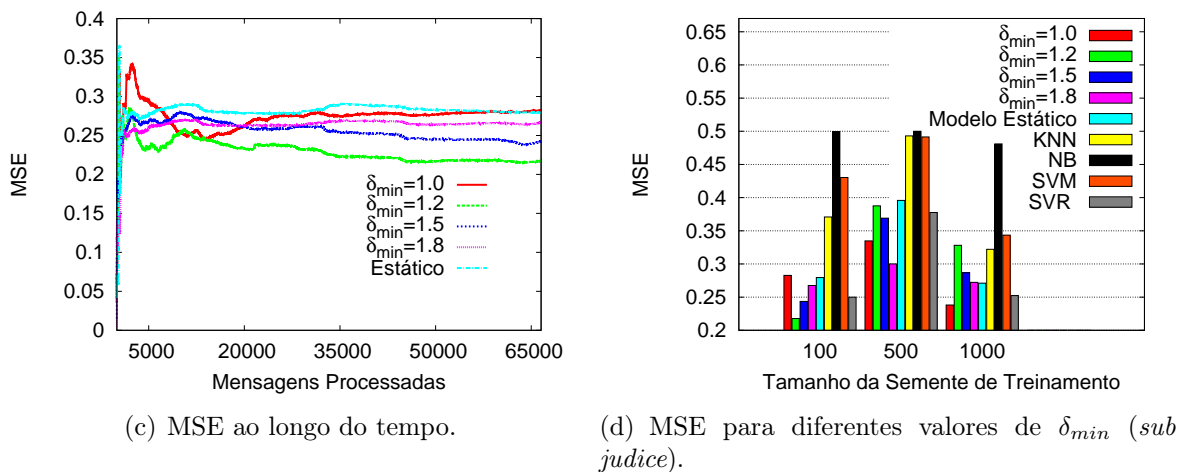 0.4
0.35
0.3
0.25
0.2
0.15
0.1
0.05
0
MSE
5000 20000 35000 50000 65000
Mensagens Processadas
δmin=1.0
δmin=1.2
δmin=1.5
δmin=1.8
Estático
(c) MSE ao longo do tempo.
0.65
0.6
0.55
0.5
0.45
0.4
0.35
0.3
0.25
0.2
MSE
100 500 1000
Tamanho da Semente de Treinamento
δmin=1.0
δmin=1.2
δmin=1.5
δmin=1.8
Modelo Estático
KNN
NB
SVM
SVR
(d) MSE para diferentes valores de δmin (sub
judice).